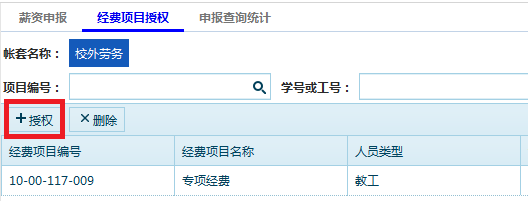 薪资申报 经费项目授权 申报查询统计
帐套名称： 校外劳务
项目编号： 学号或工号：
授权 删除
经费项目编号 经费项目名称 人员类型
10-00-117-009 专项经费 教工